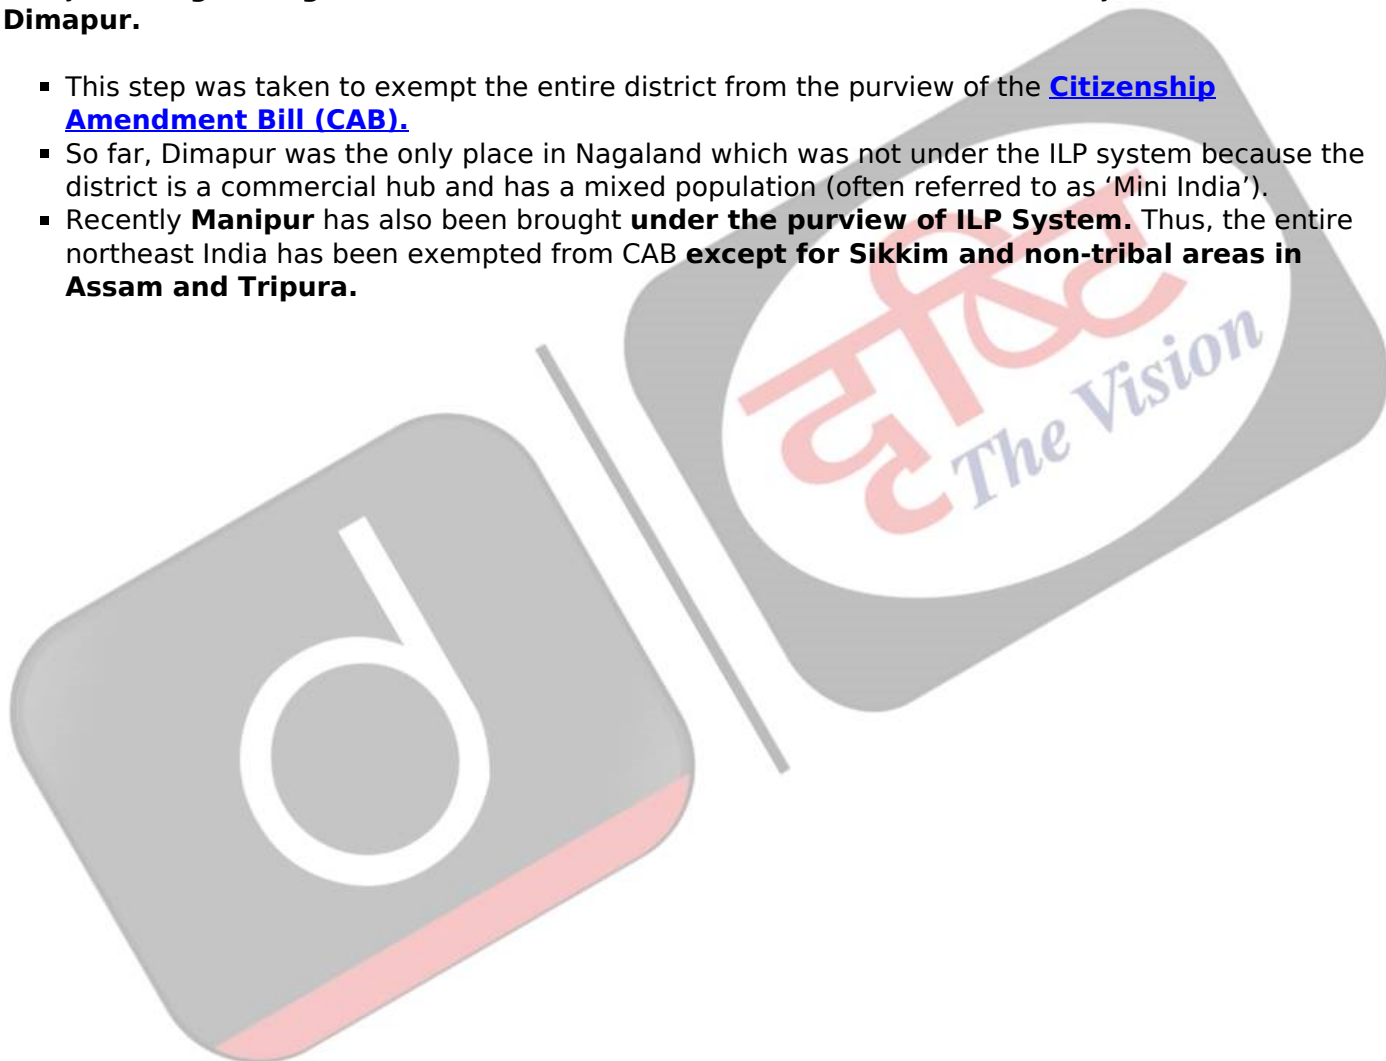 Dimapur.
▪ This step was taken to exempt the entire district from the purview of the Citizenship
Amendment Bill (CAB).
▪ So far, Dimapur was the only place in Nagaland which was not under the ILP system because the
district is a commercial hub and has a mixed population (often referred to as ‘Mini India’).
▪ Recently Manipur has also been brought under the purview of ILP System. Thus, the entire
northeast India has been exempted from CAB except for Sikkim and non-tribal areas in
Assam and Tripura.
दृष्टि
The Vision
d